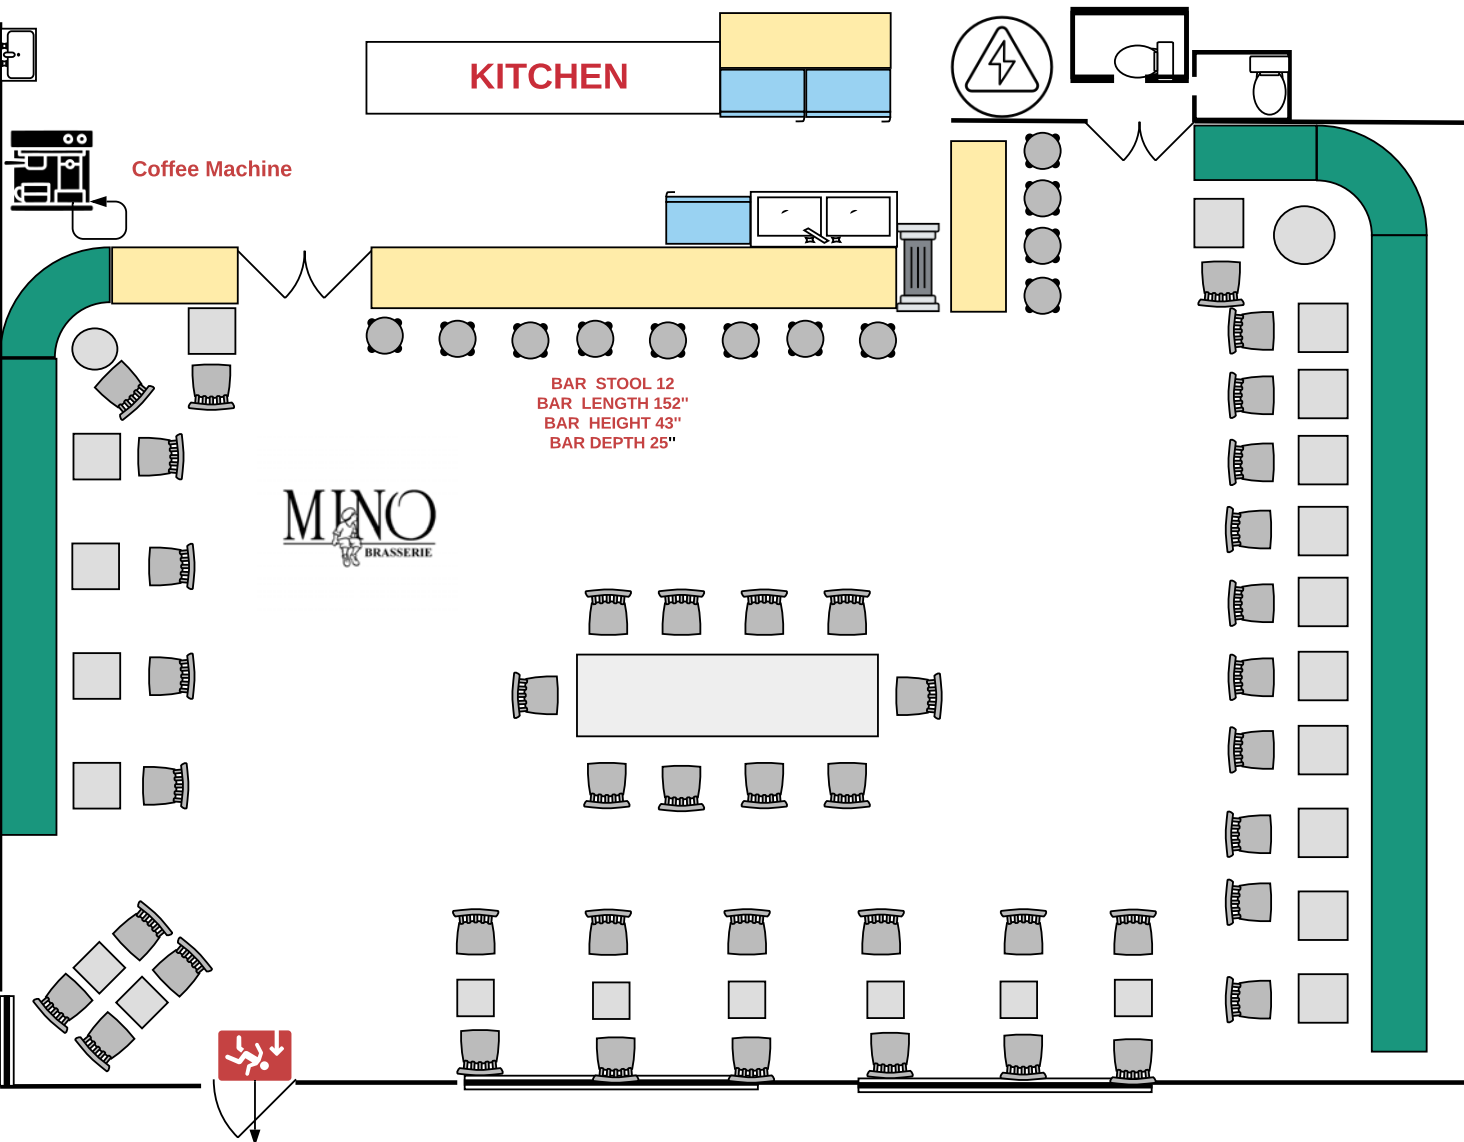 KITCHEN
Coffee Machine
BAR STOOL 12
BAR LENGTH 152"
BAR HEIGHT 43"
BAR DEPTH 25"
MINO
BRASSERIE